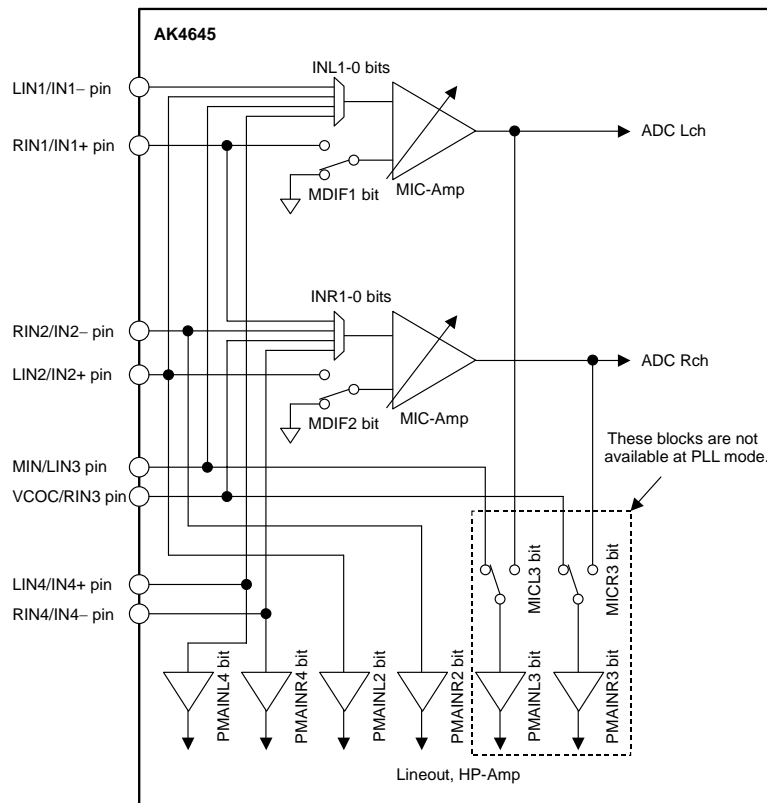 AK4645
INL1-0 bits
LIN1/IN1− pin
RIN1/IN1+ pin
ADC Lch
MDIF1 bit
MIC-Amp
INR1-0 bits
RIN2/IN2− pin
LIN2/IN2+ pin
ADC Rch
MDIF2 bit
MIC-Amp
These blocks are not
available at PLL mode.
MIN/LIN3 pin
VCOC/RIN3 pin
LIN4/IN4+ pin
RIN4/IN4− pin
MICL3 bit
MICR3 bit
PMAINL4 bit
PMAINR4 bit
PMAINL2 bit
PMAINR2 bit
PMAINL3 bit
PMAINR3 bit
Lineout, HP-Amp